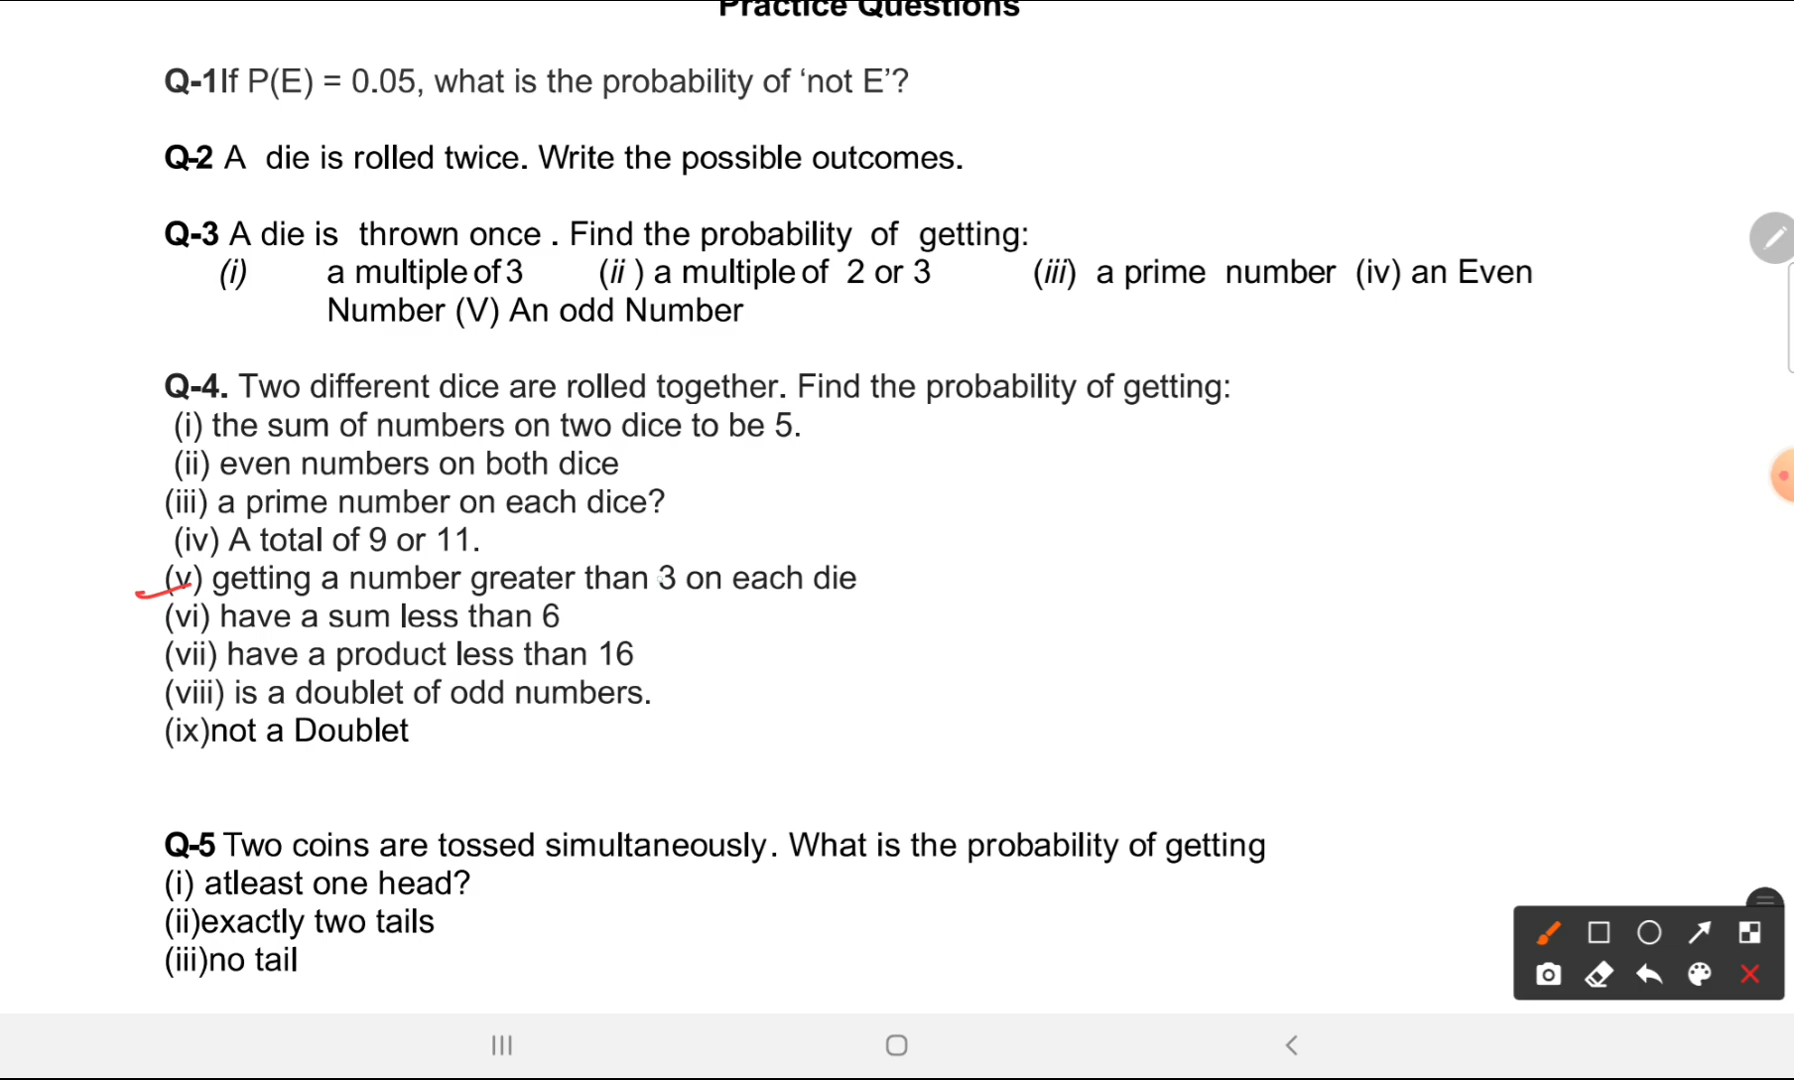 Practice Questions
Q-1If P(E) = 0.05, what is the probability of ‘not E’?
Q-2 A die is rolled twice. Write the possible outcomes.
Q-3 A die is thrown once . Find the probability of getting:
(i) a multiple of 3 (ii ) a multiple of 2 or 3 (iii) a prime number (iv) an Even
Number (V) An odd Number
Q-4. Two different dice are rolled together. Find the probability of getting:
(i) the sum of numbers on two dice to be 5.
(ii) even numbers on both dice
(iii) a prime number on each dice?
(iv) A total of 9 or 11.
(v) getting a number greater than 3 on each die
(vi) have a sum less than 6
(vii) have a product less than 16
(viii) is a doublet of odd numbers.
(ix)not a Doublet
Q-5 Two coins are tossed simultaneously. What is the probability of getting
(i) atleast one head?
(ii)exactly two tails
(iii)no tail